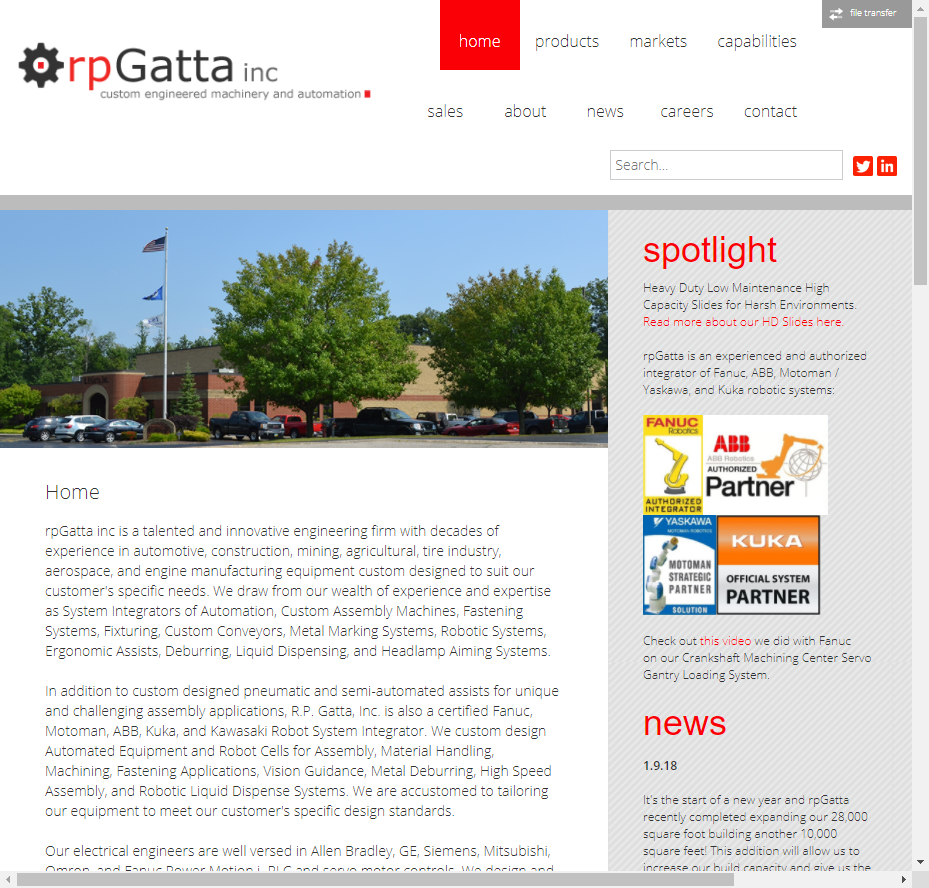 file transfer
home products markets capabilities
rpGatta inc
custom engineered machinery and automation
sales about news careers contact
Search...
spotlight
Heavy Duty Low Maintenance High
Capacity Slides for Harsh Environments.
Read more about our HD Slides here.
rpGatta is an experienced and authorized
integrator of Fanuc, ABB, Motoman /
Yaskawa, and Kuka robotic systems:
FANUC
Robotics
AUTHORIZED
INTEGRATOR
ABB
ABB Robotics
AUTHORIZED
Partner
YASKAWA
MOTOMAN ROBOTICS
MOTOMAN
STRATEGIC
PARTNER
SOLUTION
KUKA
OFFICIAL SYSTEM
PARTNER
Check out this video we did with Fanuc
on our Crankshaft Machining Center Servo
Gantry Loading System.
news
1.9.18
It's the start of a new year and rpGatta
recently completed expanding our 28,000
square foot building another 10,000
square feet! This addition will allow us to
increase our build capacity and give us the
Home
rpGatta inc is a talented and innovative engineering firm with decades of
experience in automotive, construction, mining, agricultural, tire industry,
aerospace, and engine manufacturing equipment custom designed to suit our
customer's specific needs. We draw from our wealth of experience and expertise
as System Integrators of Automation, Custom Assembly Machines, Fastening
Systems, Fixturing, Custom Conveyors, Metal Marking Systems, Robotic Systems,
Ergonomic Assists, Deburring, Liquid Dispensing, and Headlamp Aiming Systems.
In addition to custom designed pneumatic and semi-automated assists for unique
and challenging assembly applications, R.P. Gatta, Inc. is also a certified Fanuc,
Motoman, ABB, Kuka, and Kawasaki Robot System Integrator. We custom design
Automated Equipment and Robot Cells for Assembly, Material Handling,
Machining, Fastening Applications, Vision Guidance, Metal Deburring, High Speed
Assembly, and Robotic Liquid Dispense Systems. We are accustomed to tailoring
our equipment to meet our customer's specific design standards.
Our electrical engineers are well versed in Allen Bradley, GE, Siemens, Mitsubishi,
Omron, and Fanuc Power Motion i, PLC and servo motor controls. We design and